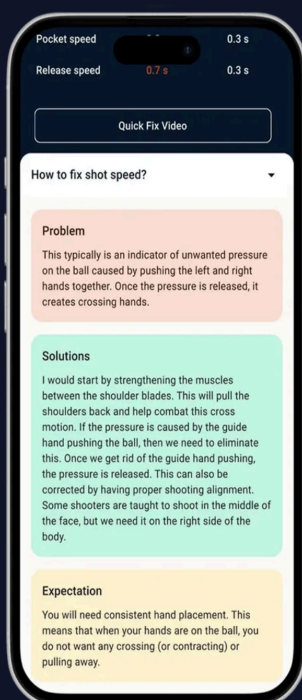 Pocket speed 0.3 s
Release speed 0.7 s 0.3 s
Quick Fix Video
How to fix shot speed?
Problem
This typically is an indicator of unwanted pressure
on the ball caused by pushing the left and right
hands together. Once the pressure is released, it
creates crossing hands.
Solutions
I would start by strengthening the muscles
between the shoulder blades. This will pull the
shoulders back and help combat this cross
motion. If the pressure is caused by the guide
hand pushing the ball, then we need to eliminate
this. Once we get rid of the guide hand pushing,
the pressure is released. This can also be
corrected by having proper shooting alignment.
Some shooters are taught to shoot in the middle of
the face, but we need it on the right side of the
body.
Expectation
You will need consistent hand placement. This
means that when your hands are on the ball, you
do not want any crossing (or contracting) or
pulling away.